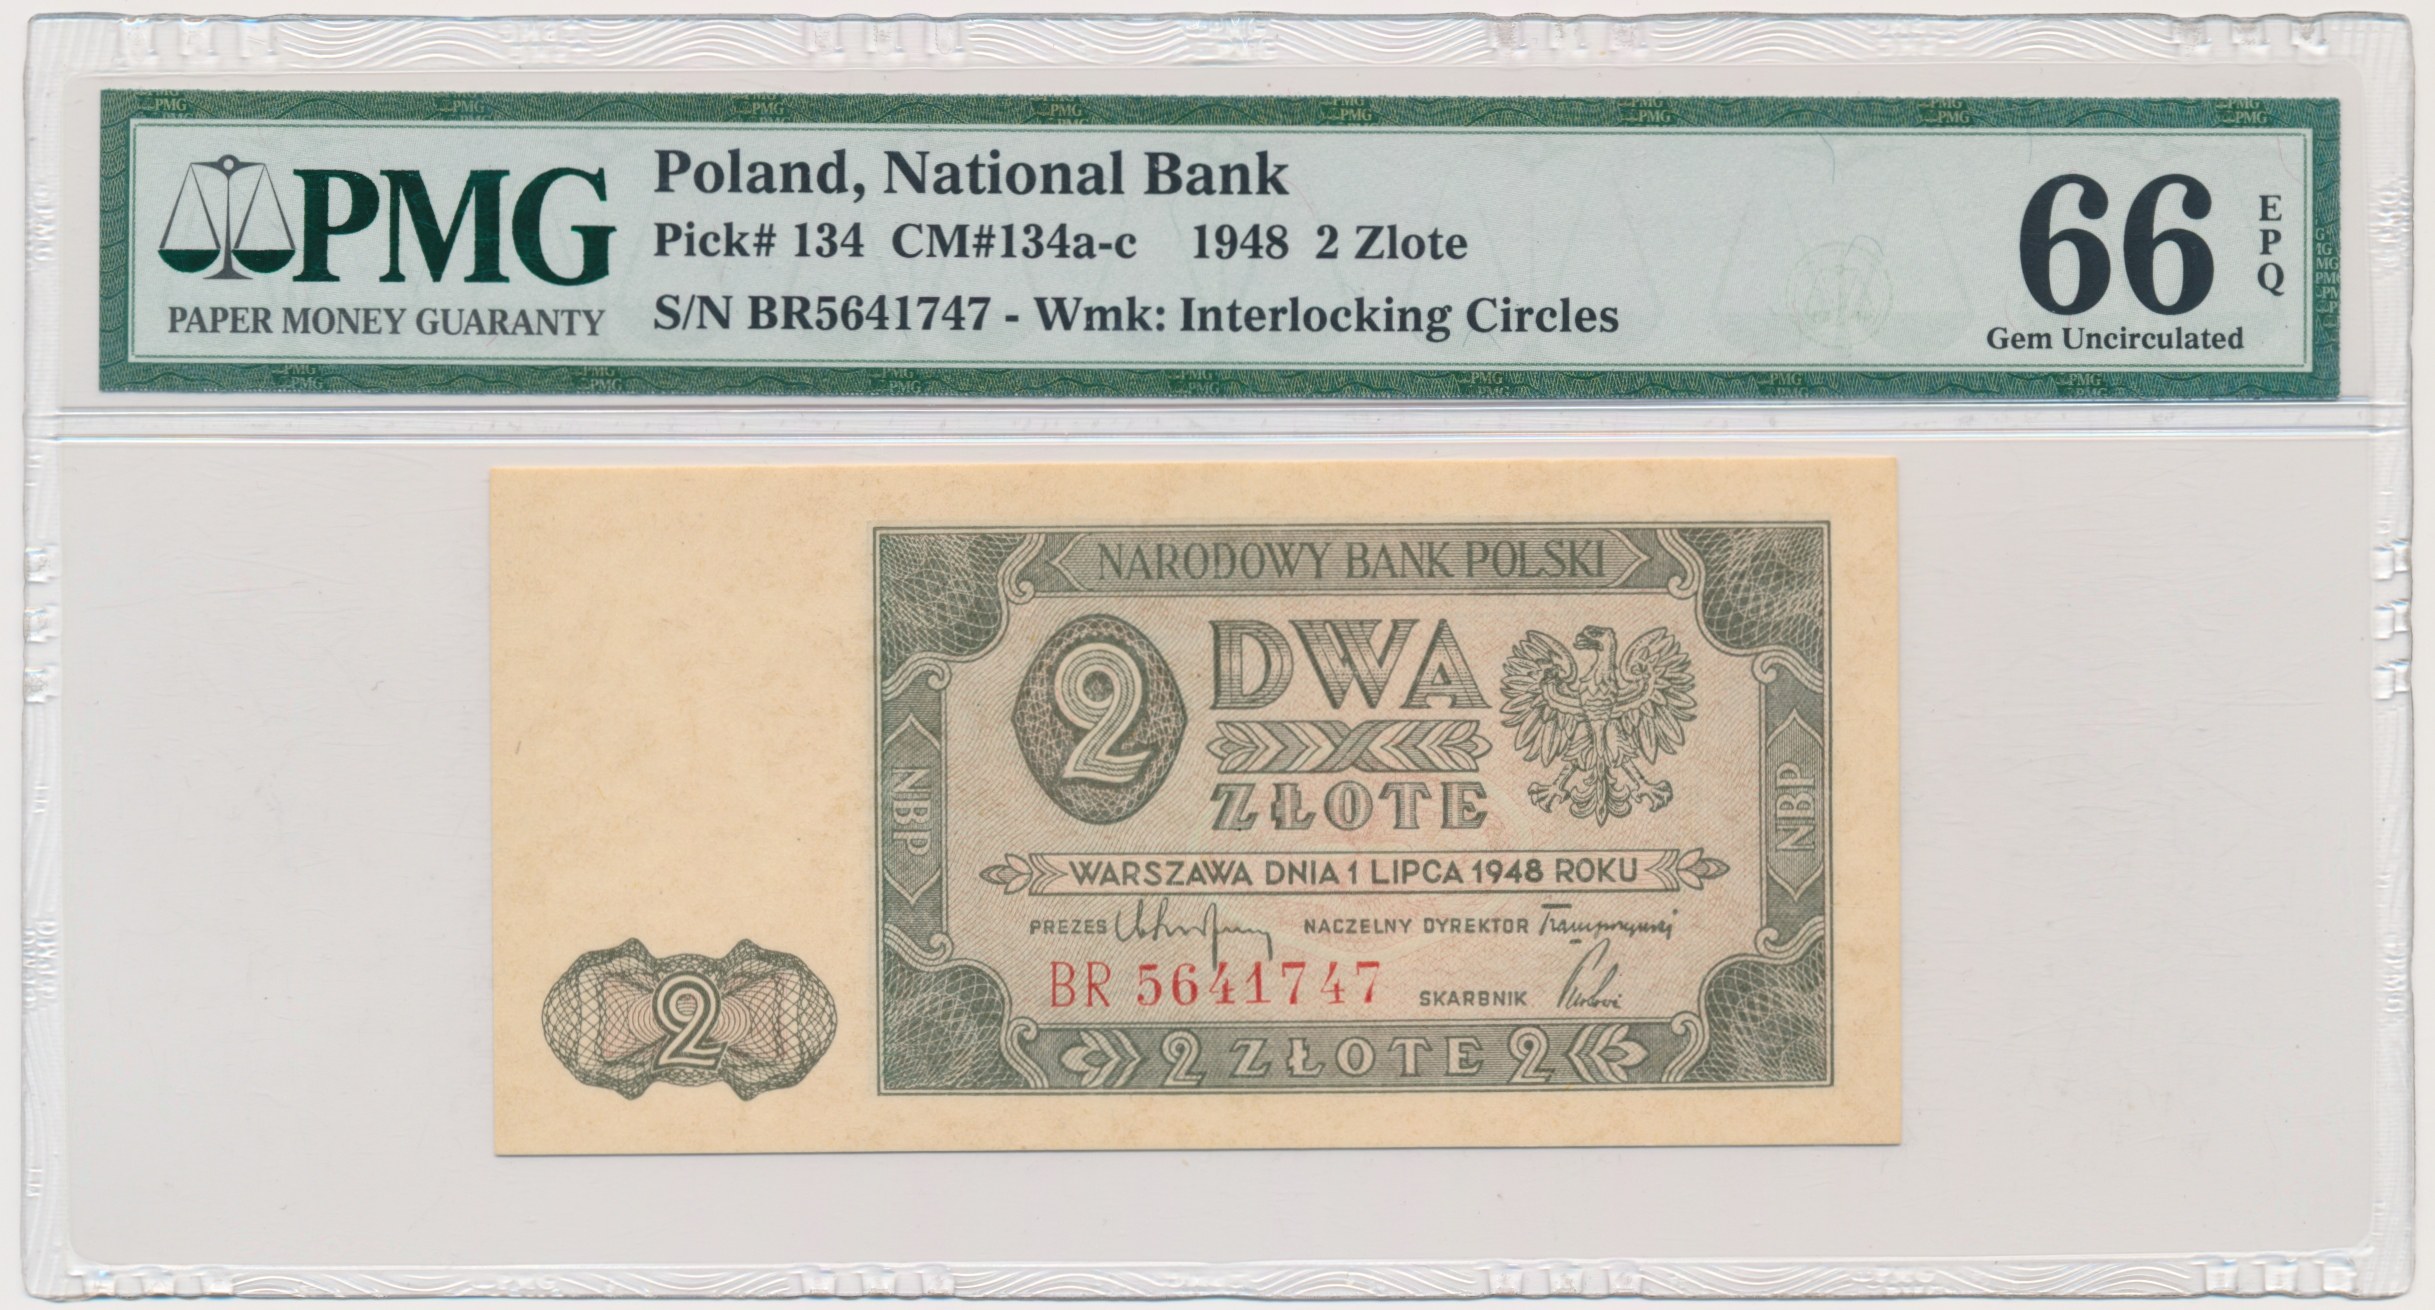 PMG
PAPER MONEY GUARANTY
Poland, National Bank
Pick# 134 CM#134a-c 1948 2 Zlote
S/N BR5641747 - Wmk: Interlocking Circles
66
EPQ
Gem Uncirculated
NARODOWY BANK POLSKI
2
DWA
ZŁOTE
NBP
NBP
WARSZAWA DNIA 1 LIPCA 1948 ROKU
PREZES NACZELNY DYREKTOR
BR 5641747 SKARBNIK
2
2 ZŁOTE 2